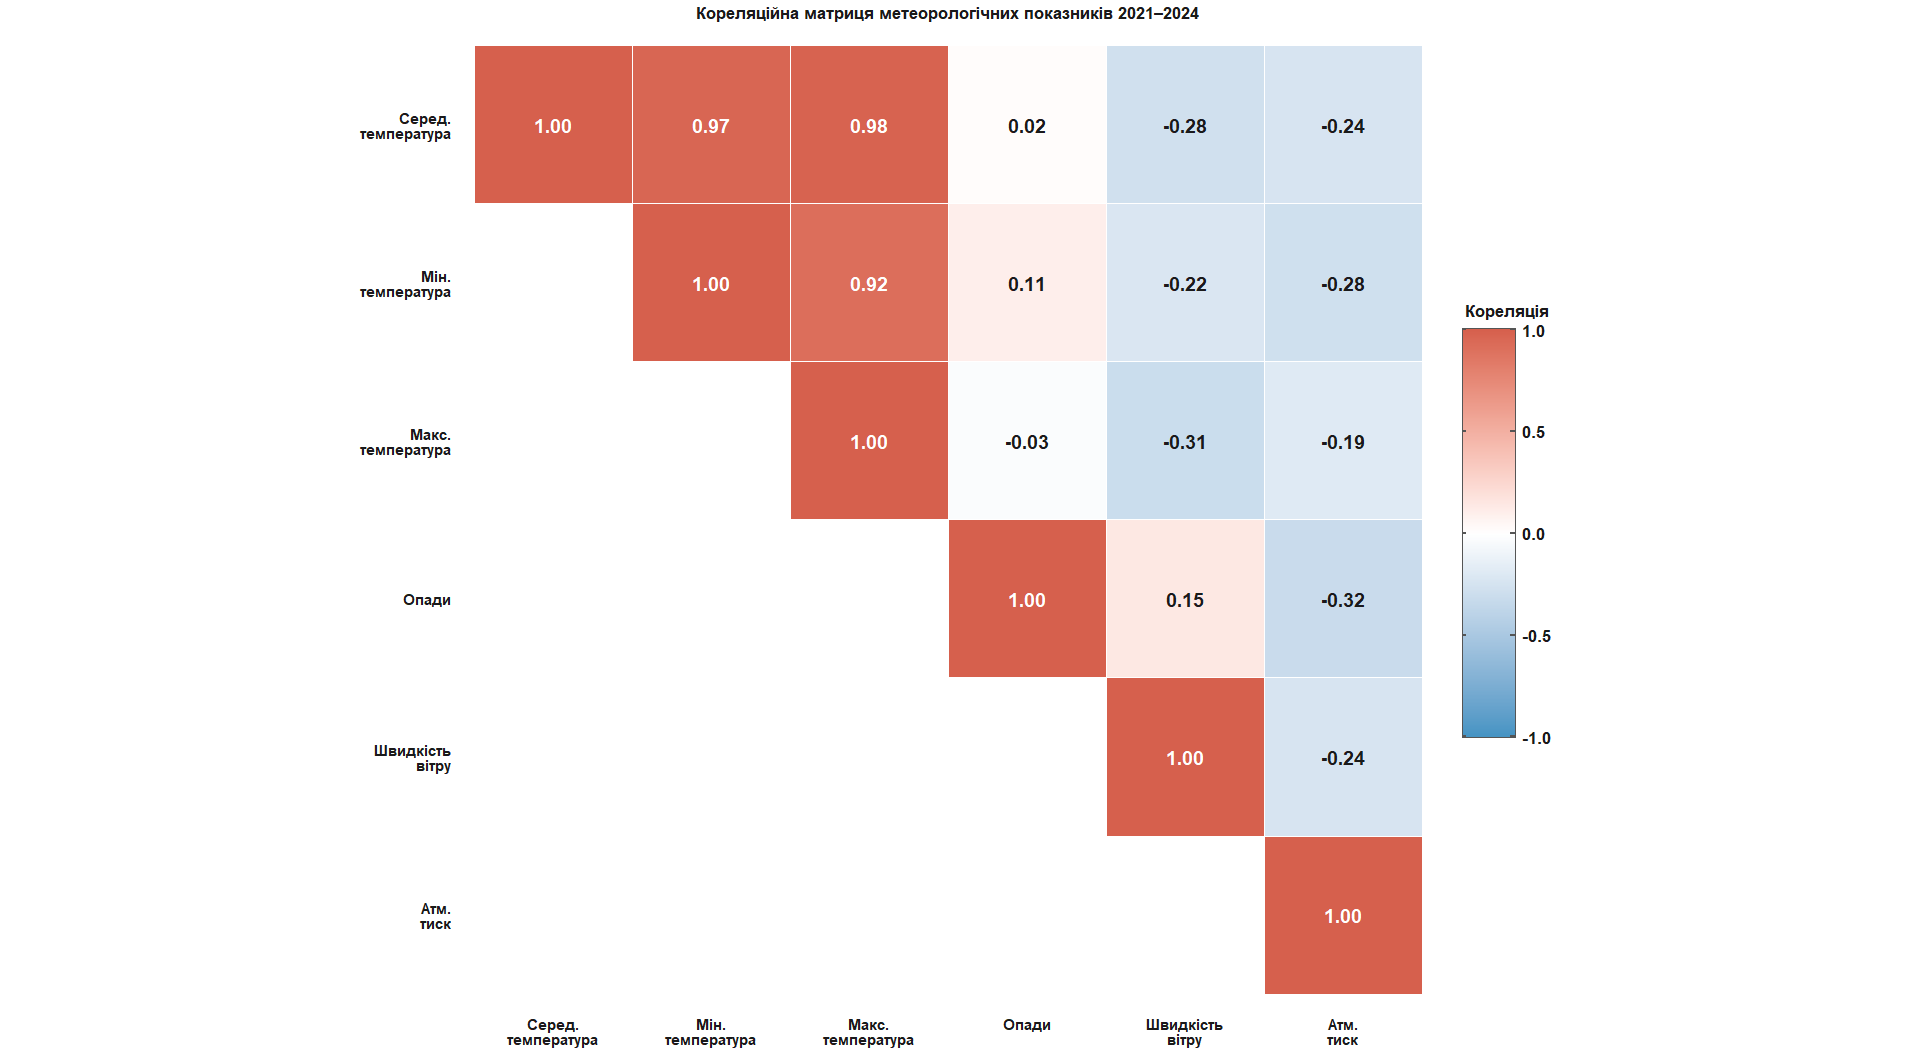 Кореляційна матриця метеорологічних показників 2021–2024
Серед.
температура
1.00
0.97
0.98
0.02
-0.28
-0.24
Мін.
температура
1.00
0.92
0.11
-0.22
-0.28
Макс.
температура
1.00
-0.03
-0.31
-0.19
Опади
1.00
0.15
-0.32
Швидкість
вітру
1.00
-0.24
Атм.
тиск
1.00
Серед.
температура
Мін.
температура
Макс.
температура
Опади
Швидкість
вітру
Атм.
тиск
Кореляція
1.0
0.5
0.0
-0.5
-1.0